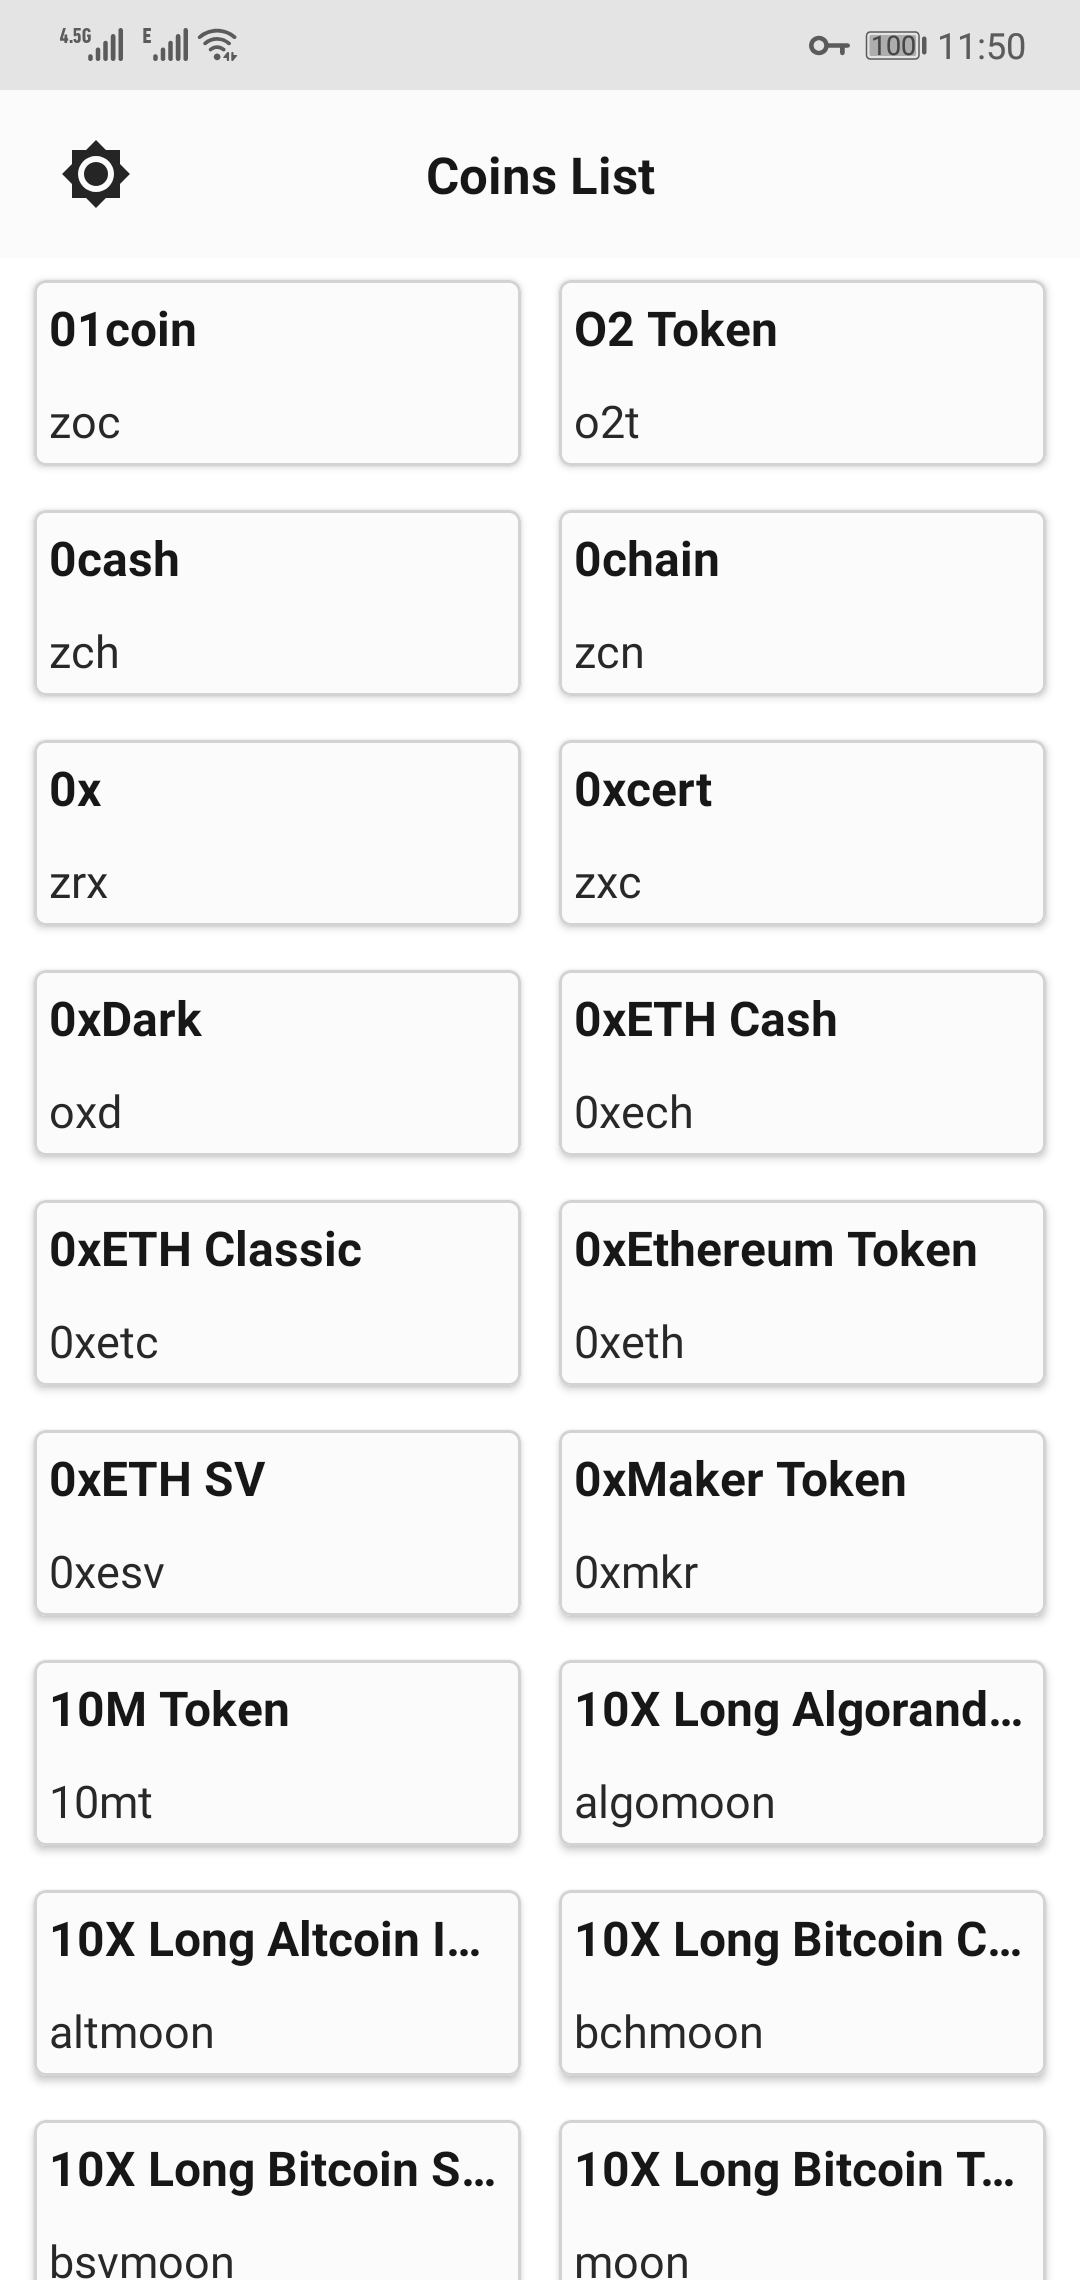 4.5G E 100 11:50
Coins List
01coin
zoc
O2 Token
o2t
0cash
zch
0chain
zcn
0x
zrx
0xcert
zxc
0xDark
oxd
0xETH Cash
0xech
0xETH Classic
0xetc
0xEthereum Token
0xeth
0xETH SV
0xesv
0xMaker Token
0xmkr
10M Token
10mt
10X Long Algorand...
algomoon
10X Long Altcoin I...
altmoon
10X Long Bitcoin C...
bchmoon
10X Long Bitcoin S...
bsvmoon
10X Long Bitcoin T...
moon